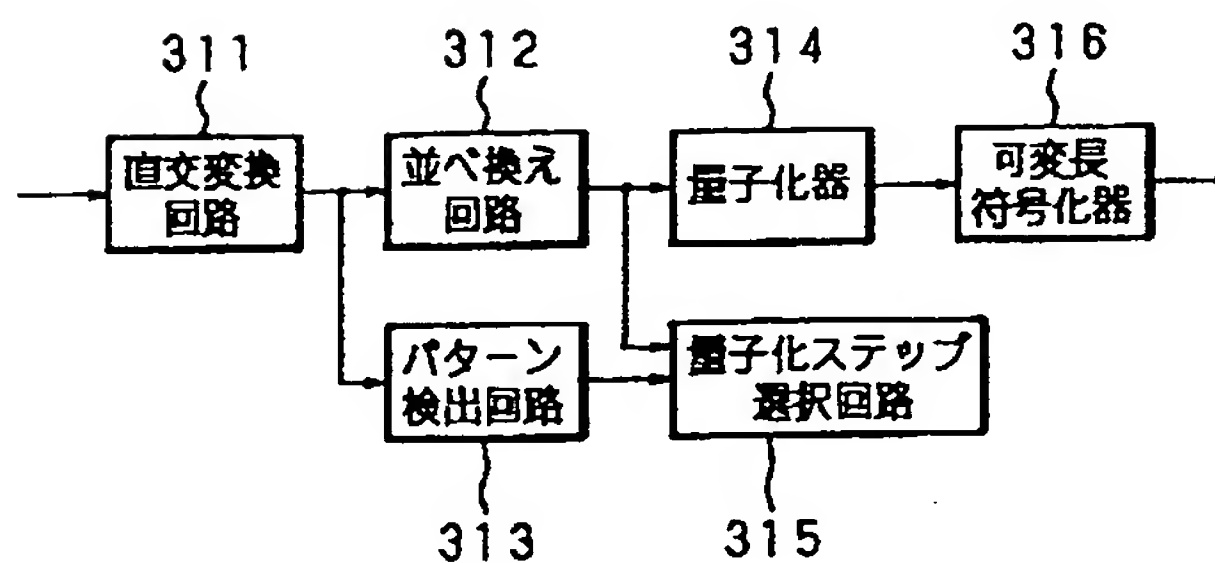 311
312
314
316
直交変換
回路
並べ換え
回路
量子化器
可変長
符号化器
パターン
検出回路
量子化ステップ
選択回路
313
315